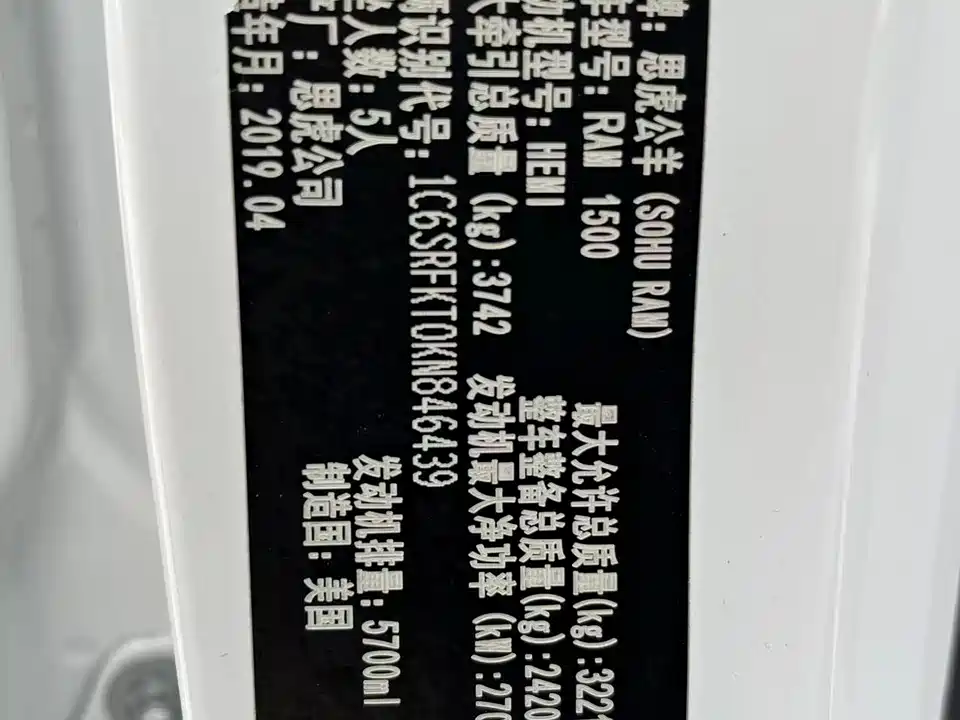 牌: 思虎公羊 (SOHU RAM)
车型号: RAM 1500 最大允许总质量(kg):322
动机型号: HEMI 整车整备总质量(kg):2420
大牵引总质量 (kg):3742 发动机最大净功率 (kW):270
识别代号: 1C6SRFKT0KN846439
人数: 5人 发动机排量: 5700ml
厂: 思虎公司 制造国: 美国
年月: 2019.04